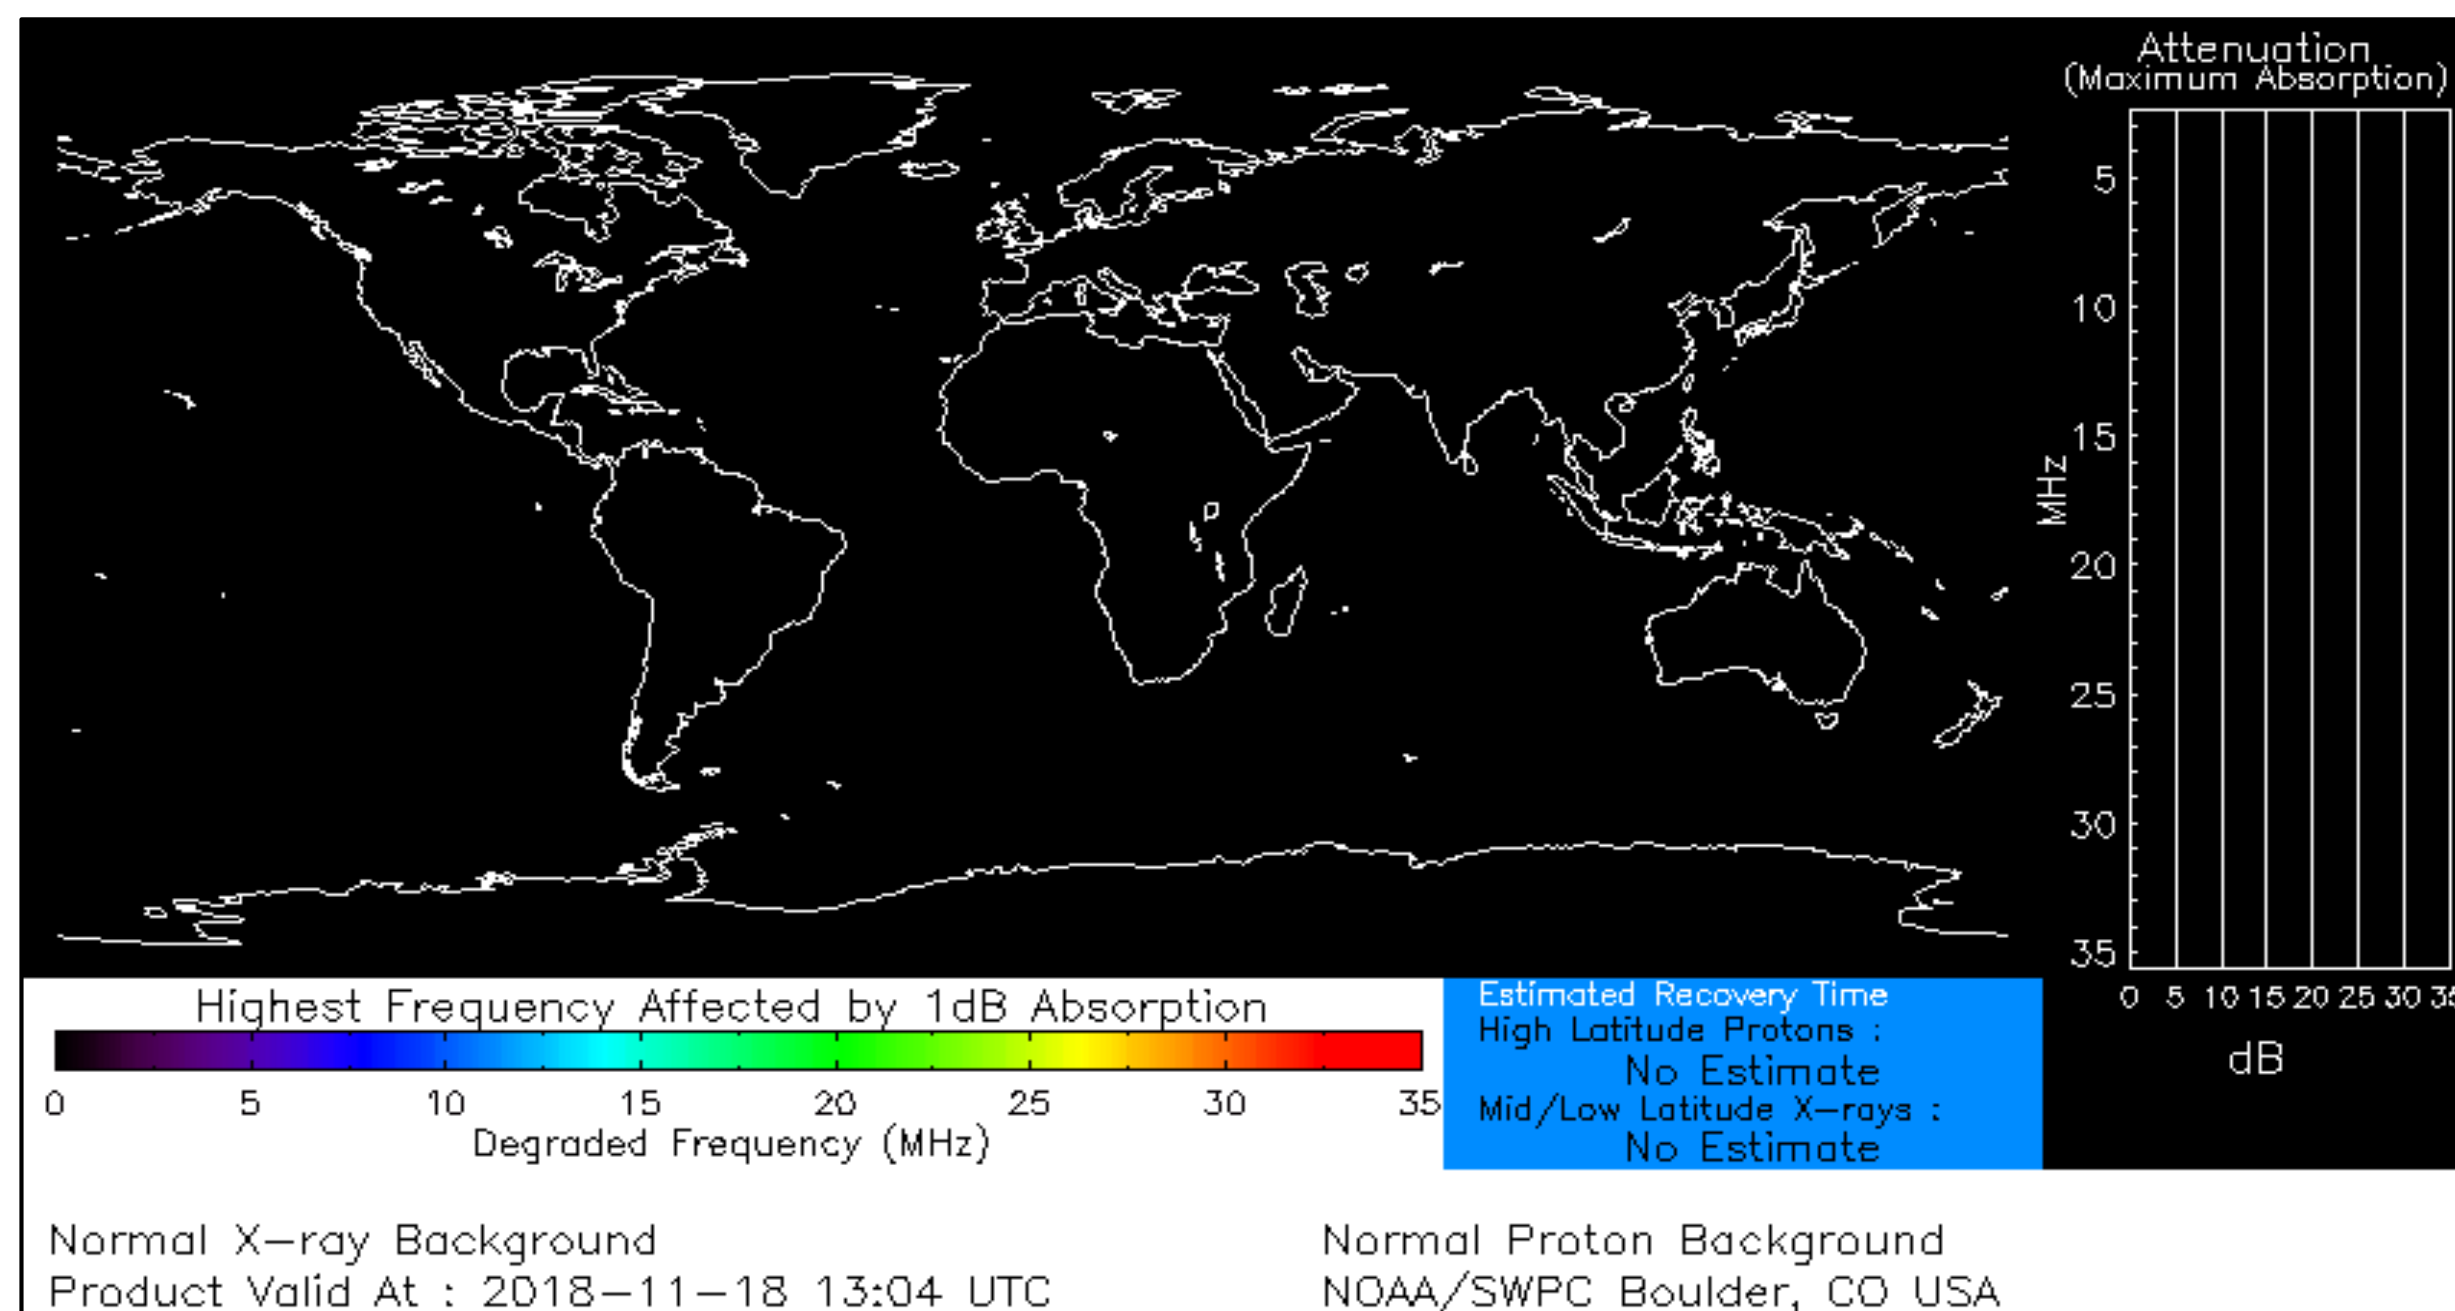 Attenuation
(Maximum Absorption)
5
10
15
20
25
30
35
MHz
0 5 10 15 20 25 30
dB
Highest Frequency Affected by 1dB Absorption
0 5 10 15 20 25 30 35
Degraded Frequency (MHz)
Estimated Recovery Time
High Latitude Protons :
No Estimate
Mid/Low Latitude X-rays :
No Estimate
Normal X-ray Background
Normal Proton Background
Product Valid At : 2018-11-18 13:04 UTC
NOAA/SWPC Boulder, CO USA